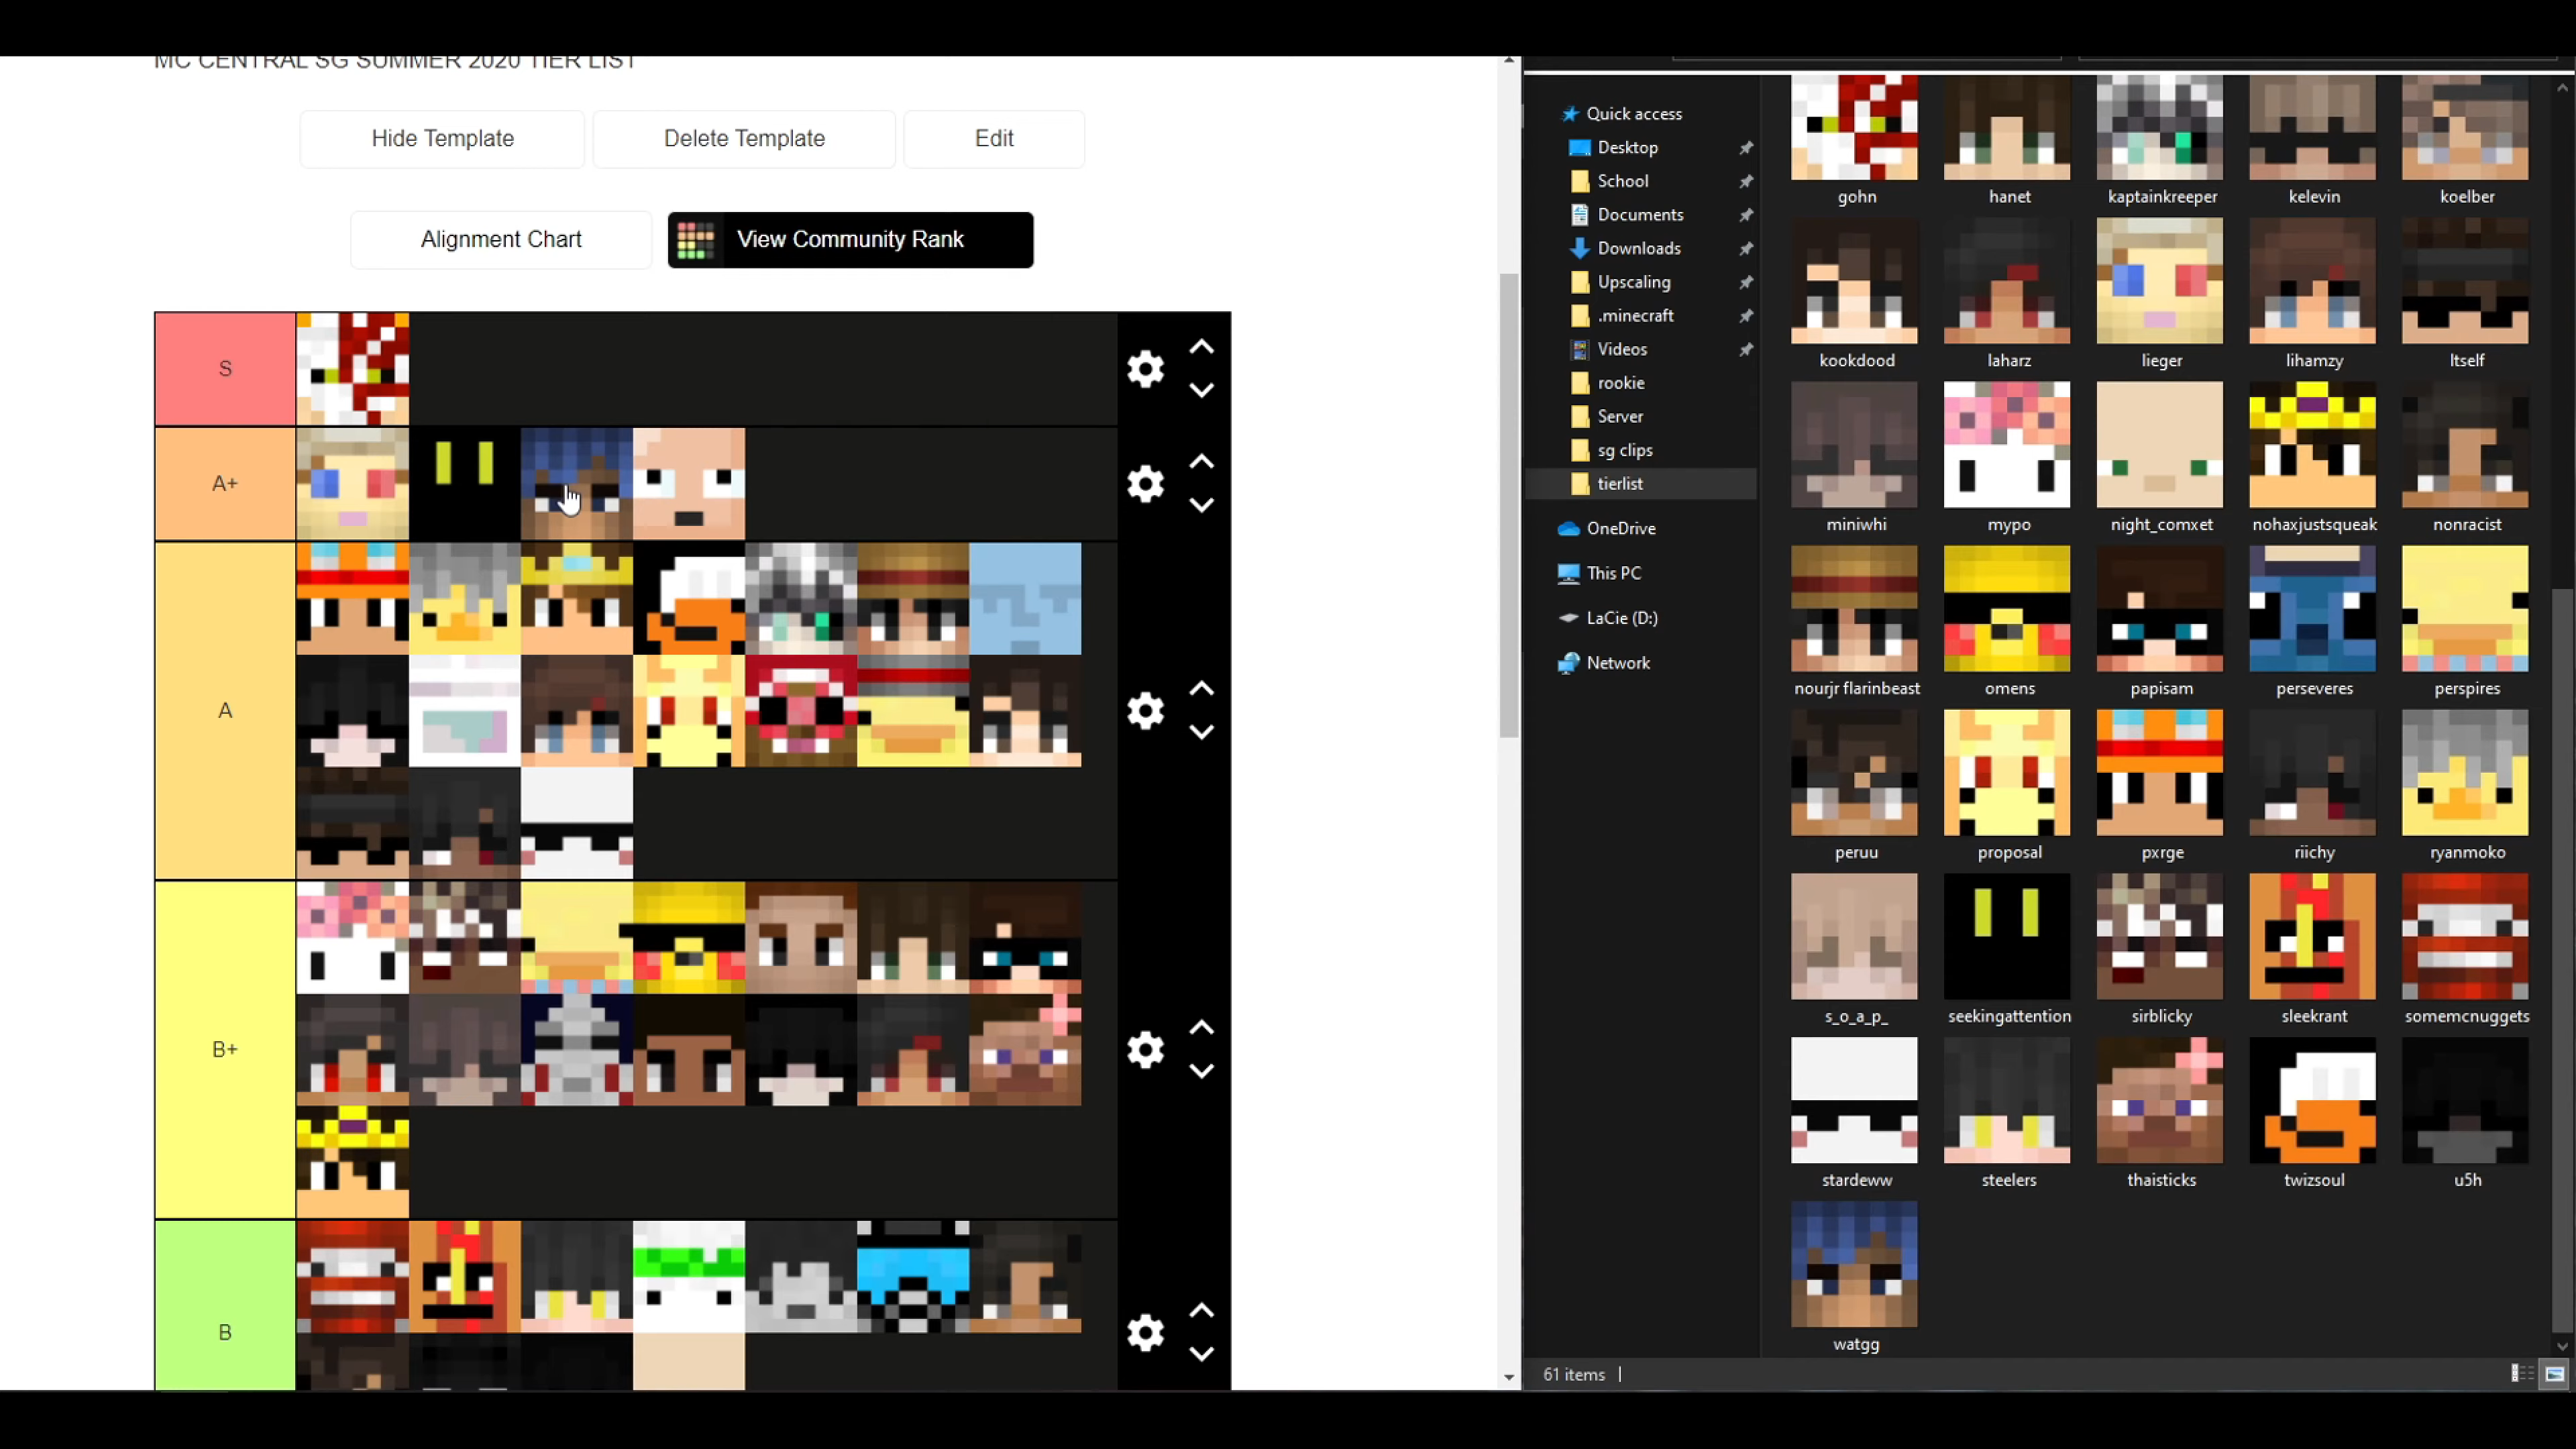 MC CENTRAL SG SUMMER 2020 TIER LIST
Hide Template
Delete Template
Edit
Alignment Chart
View Community Rank
S
A+
A
B+
B
Quick access
Desktop
School
Documents
Downloads
Upscaling
.minecraft
Videos
rookie
Server
sg clips
tierlist
OneDrive
This PC
LaCie (D:)
Network
gohn
hanet
kaptainkreeper
kelevin
koelber
kookdood
laharz
lieger
lihamzy
ltself
miniwhi
mypo
night_comxet
nohaxjustsqueak
nonracist
nourjr flarinbeast
omens
papisam
perseveres
perspires
peruu
proposal
pxrge
riichy
ryanmoko
s_o_a_p_
seekingattention
sirblicky
sleekrant
somemcnuggets
stardeww
steelers
thaisticks
twizsoul
u5h
watgg
61 items